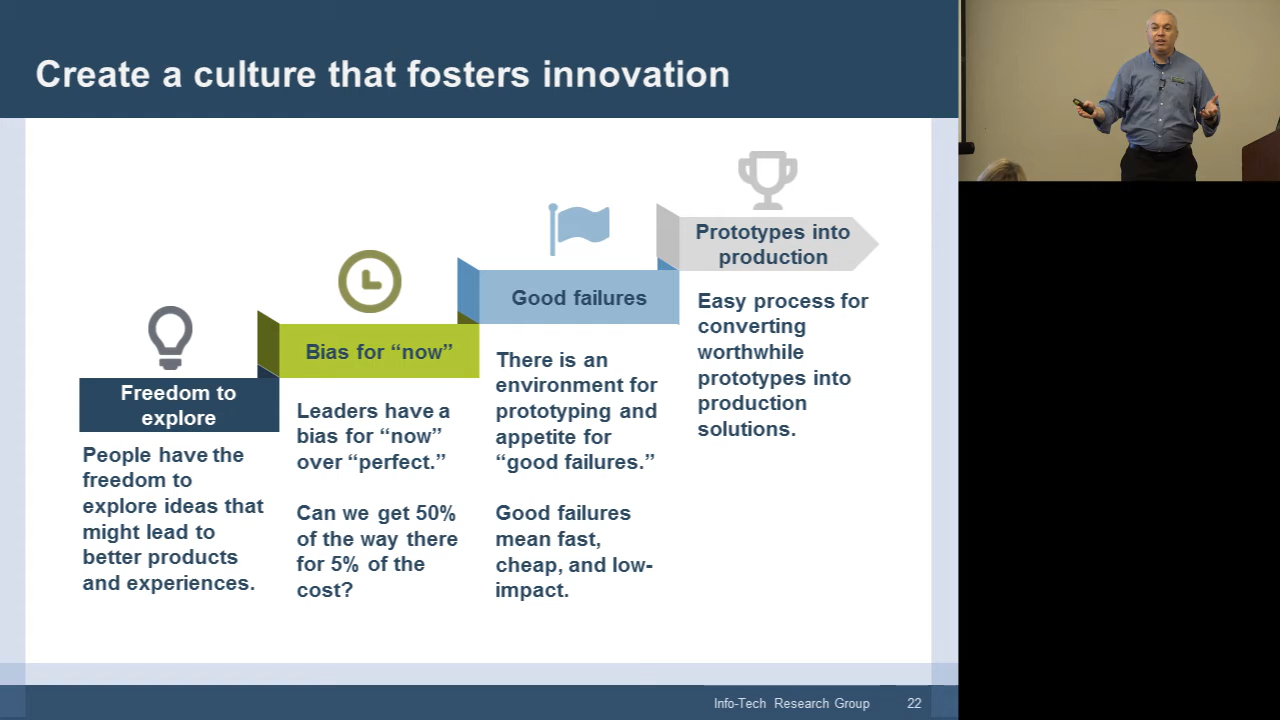 Create a culture that fosters innovation
Freedom to
explore
People have the
freedom to
explore ideas that
might lead to
better products
and experiences.
Bias for “now”
Leaders have a
bias for “now”
over “perfect.”
Can we get 50%
of the way there
for 5% of the
cost?
Good failures
There is an
environment for
prototyping and
appetite for
“good failures.”
Good failures
mean fast,
cheap, and low-
impact.
Prototypes into
production
Easy process for
converting
worthwhile
prototypes into
production
solutions.
Info-Tech Research Group 22